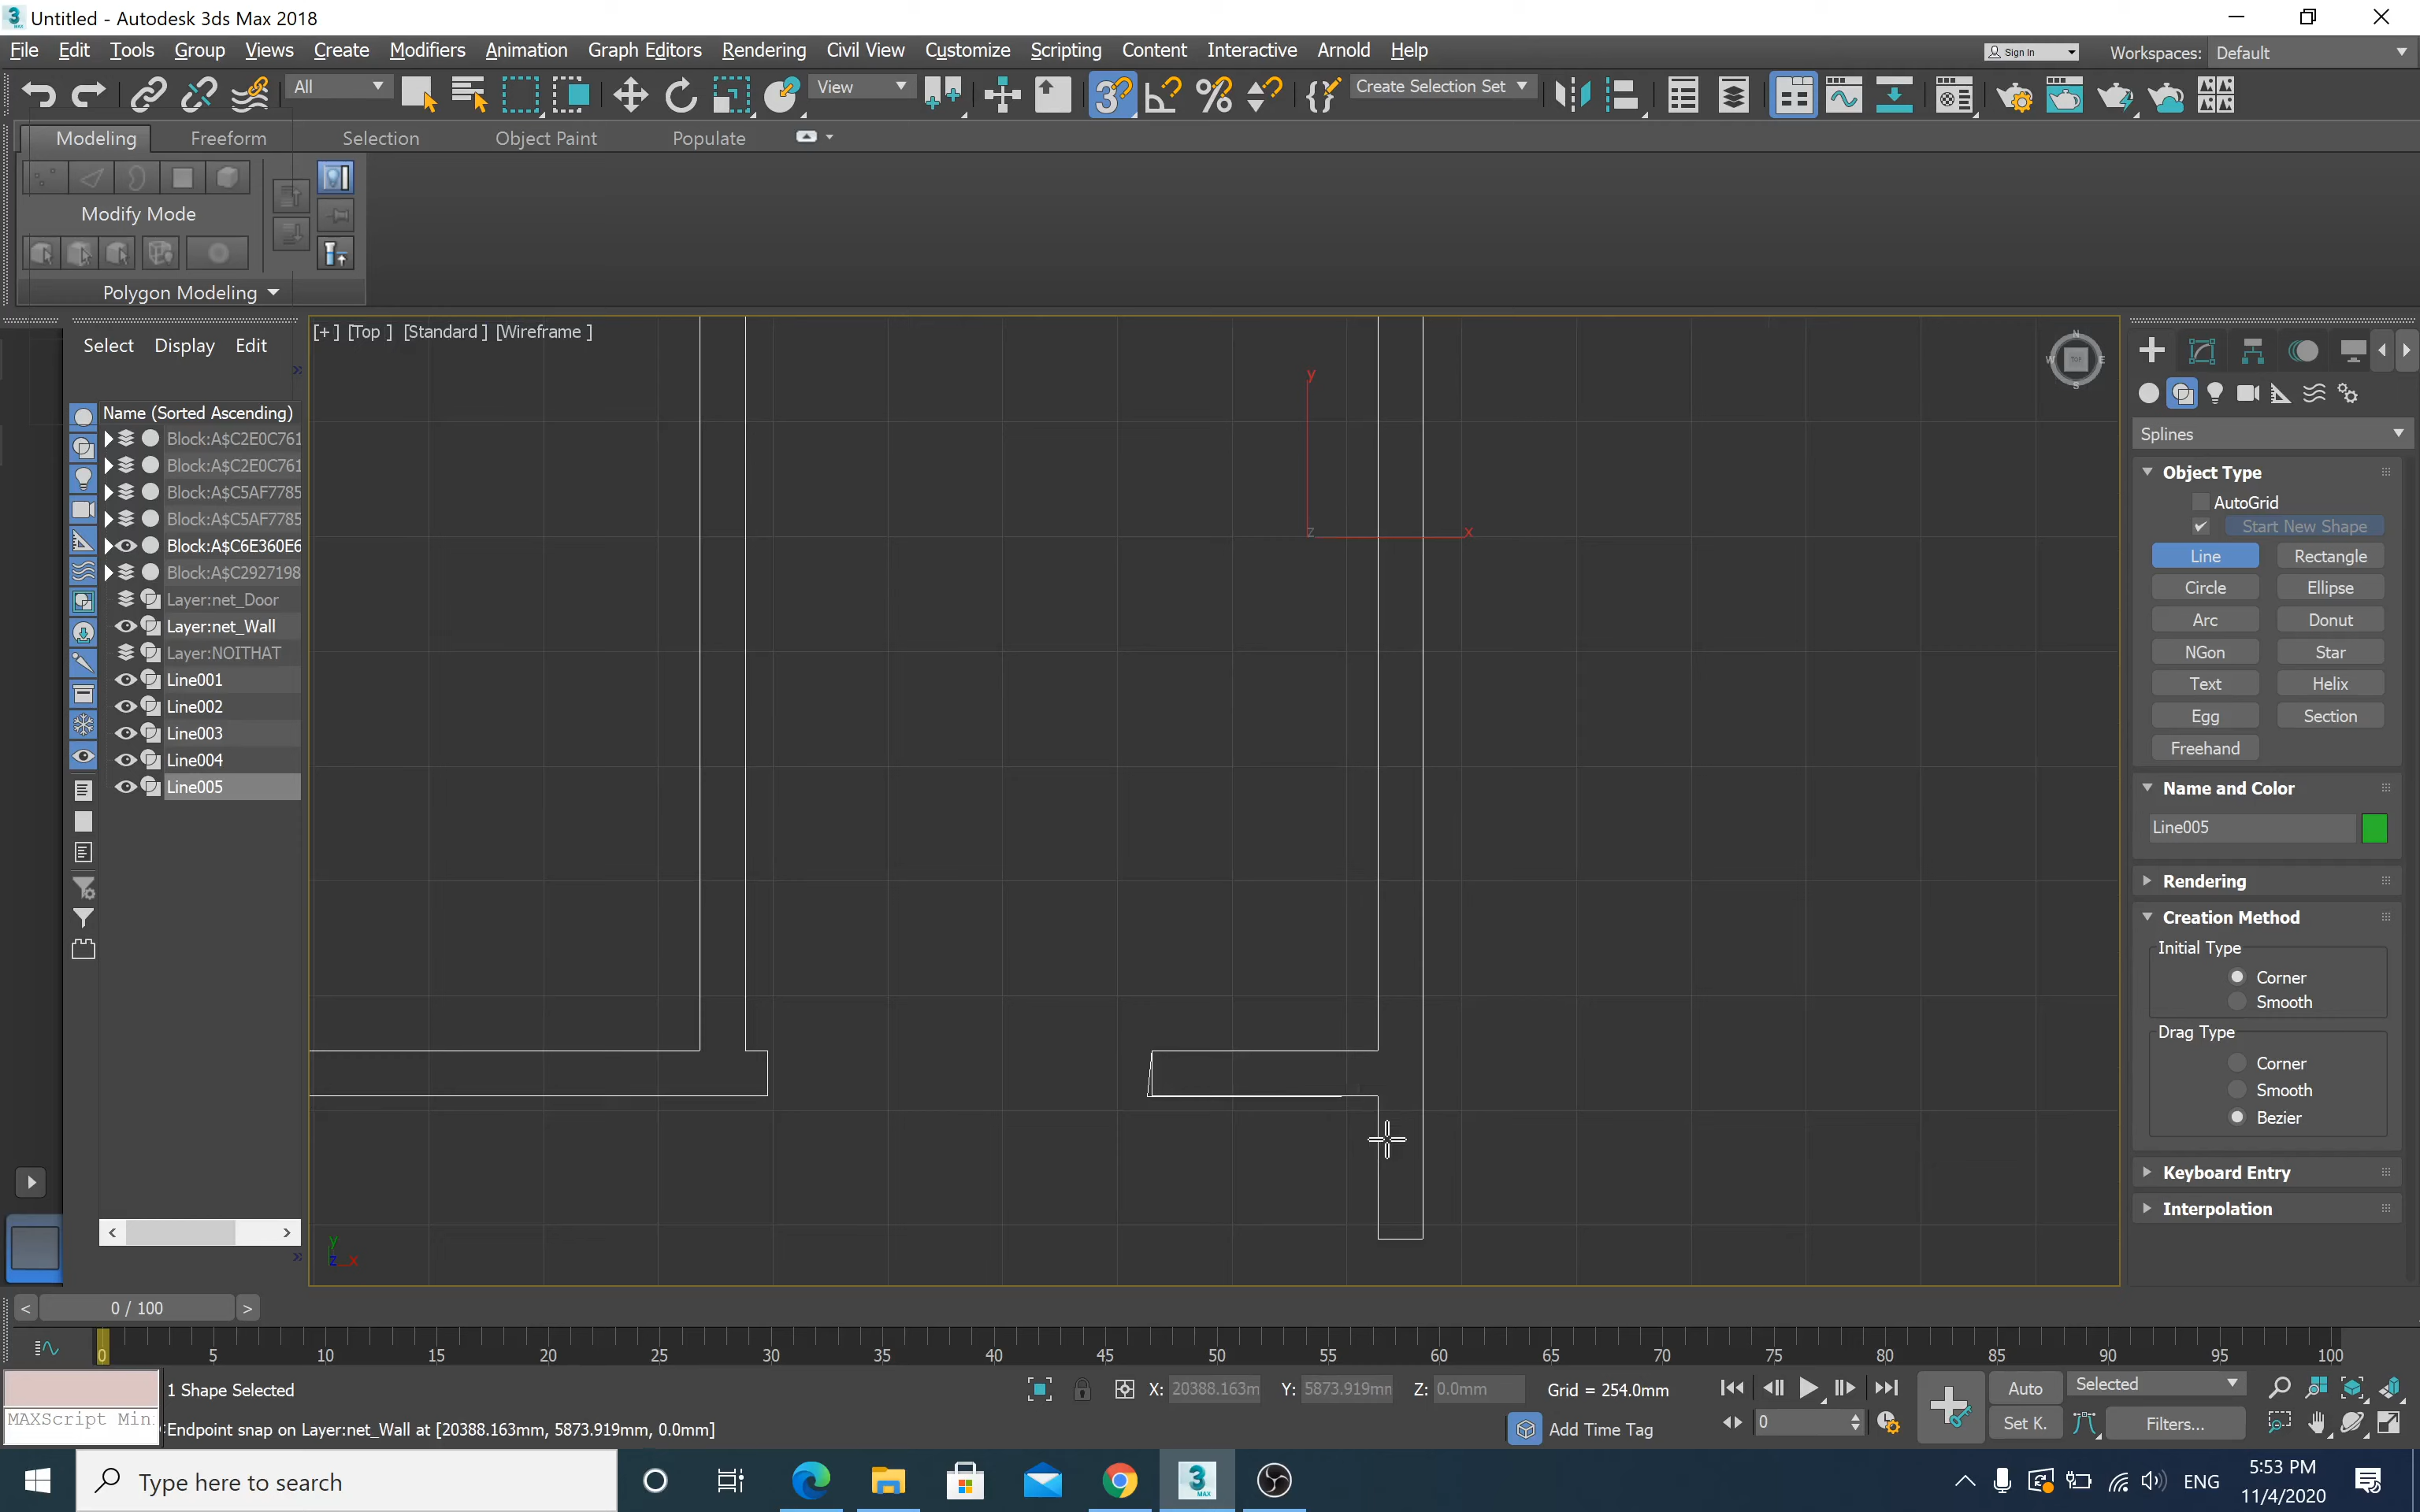 Untitled - Autodesk 3ds Max 2018
File Edit Tools Group Views Create Modifiers Animation Graph Editors Rendering Civil View Customize Scripting Content Interactive Arnold Help
Sign In
Workspaces: Default
All
View
Create Selection Set
Modeling Freeform Selection Object Paint Populate
Modify Mode
Polygon Modeling
Select Display Edit
Name (Sorted Ascending)
Block:A$C2E0C761
Block:A$C2E0C761
Block:A$C5AF7785
Block:A$C5AF7785
Block:A$C6E360E6
Block:A$C2927198
Layer:net_Door
Layer:net_Wall
Layer:NOITHAT
Line001
Line002
Line003
Line004
Line005
[+] [Top ] [Standard ] [Wireframe ]
y
z
x
y
z x
N
W E
S
Splines
Object Type
AutoGrid
Start New Shape
Line Rectangle
Circle Ellipse
Arc Donut
NGon Star
Text Helix
Egg Section
Freehand
Name and Color
Line005
Rendering
Creation Method
Initial Type
Corner
Smooth
Drag Type
Corner
Smooth
Bezier
Keyboard Entry
Interpolation
< 0 / 100 >
0 5 10 15 20 25 30 35 40 45 50 55 60 65 70 75 80 85 90 95 100
1 Shape Selected
X: 20388.163m Y: 5873.919mm Z: 0.0mm Grid = 254.0mm
Auto Selected
MAXScript Min
Endpoint snap on Layer:net_Wall at [20388.163mm, 5873.919mm, 0.0mm]
Add Time Tag
0
Set K. Filters...
Type here to search
ENG
5:53 PM
11/4/2020